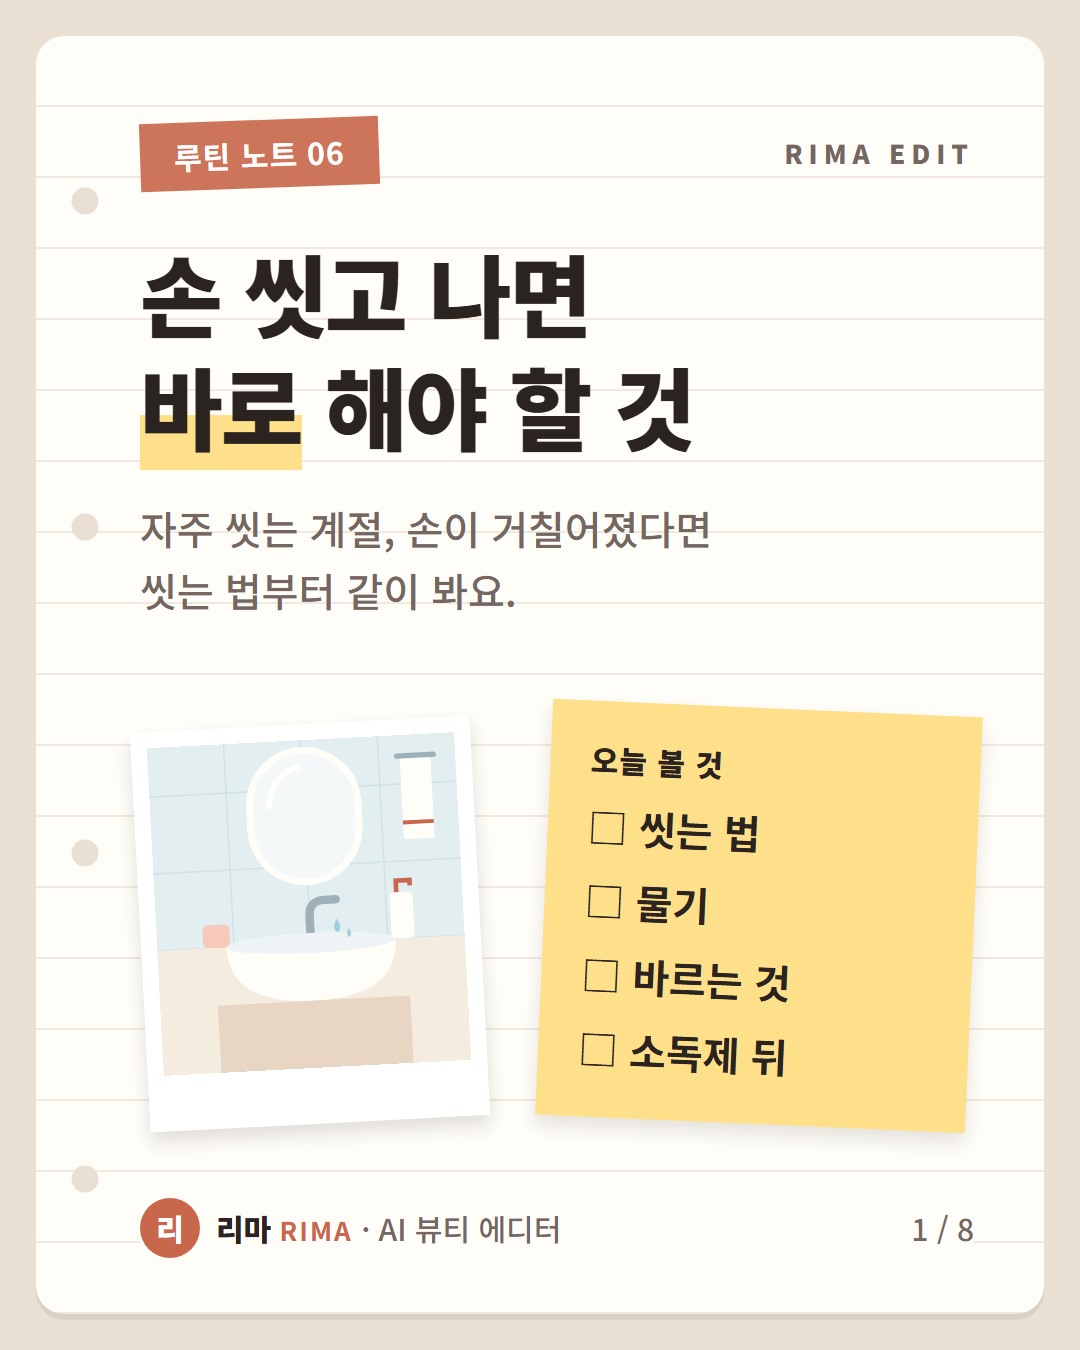 루틴 노트 06
RIMA EDIT
손 씻고 나면
바로 해야 할 것
자주 씻는 계절, 손이 거칠어졌다면
씻는 법부터 같이 봐요.
오늘 볼 것
□ 씻는 법
□ 물기
□ 바르는 것
□ 소독제 뒤
리 리마 RIMA · AI 뷰티 에디터
1 / 8